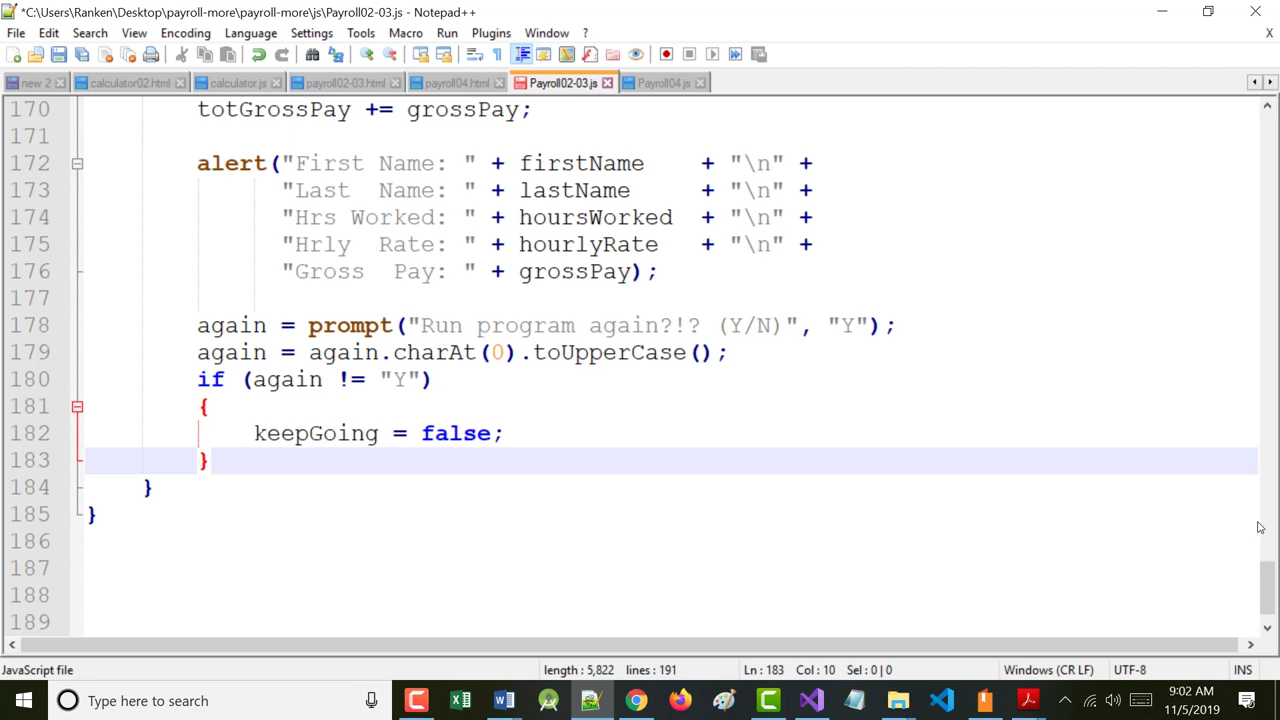 *C:\Users\Ranken\Desktop\payroll-more\payroll-more\js\Payroll02-03.js - Notepad++
File Edit Search View Encoding Language Settings Tools Macro Run Plugins Window ? X
new 2 calculator02.html calculator.js payroll02-03.html payroll04.html Payroll02-03.js Payroll04.js
170 totGrossPay += grossPay;
171
172 alert("First Name: " + firstName + "\n" +
173 "Last Name: " + lastName + "\n" +
174 "Hrs Worked: " + hoursWorked + "\n" +
175 "Hrly Rate: " + hourlyRate + "\n" +
176 "Gross Pay: " + grossPay);
177
178 again = prompt("Run program again?!? (Y/N)", "Y");
179 again = again.charAt(0).toUpperCase();
180 if (again != "Y")
181 {
182 keepGoing = false;
183 }
184 }
185 }
186
187
188
189
JavaScript file length : 5,822 lines : 191 Ln : 183 Col : 10 Sel : 0 | 0 Windows (CR LF) UTF-8 INS
Type here to search
9:02 AM
11/5/2019